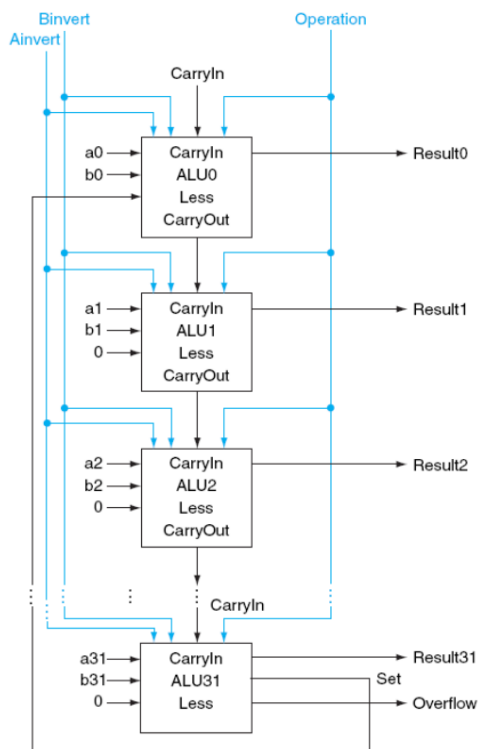 Binvert
Operation
Ainvert
CarryIn
a0
CarryIn
Result0
b0
ALU0
Less
CarryOut
a1
CarryIn
Result1
b1
ALU1
0
Less
CarryOut
a2
CarryIn
Result2
b2
ALU2
0
Less
CarryOut
CarryIn
a31
CarryIn
Result31
b31
ALU31
Set
0
Less
Overflow